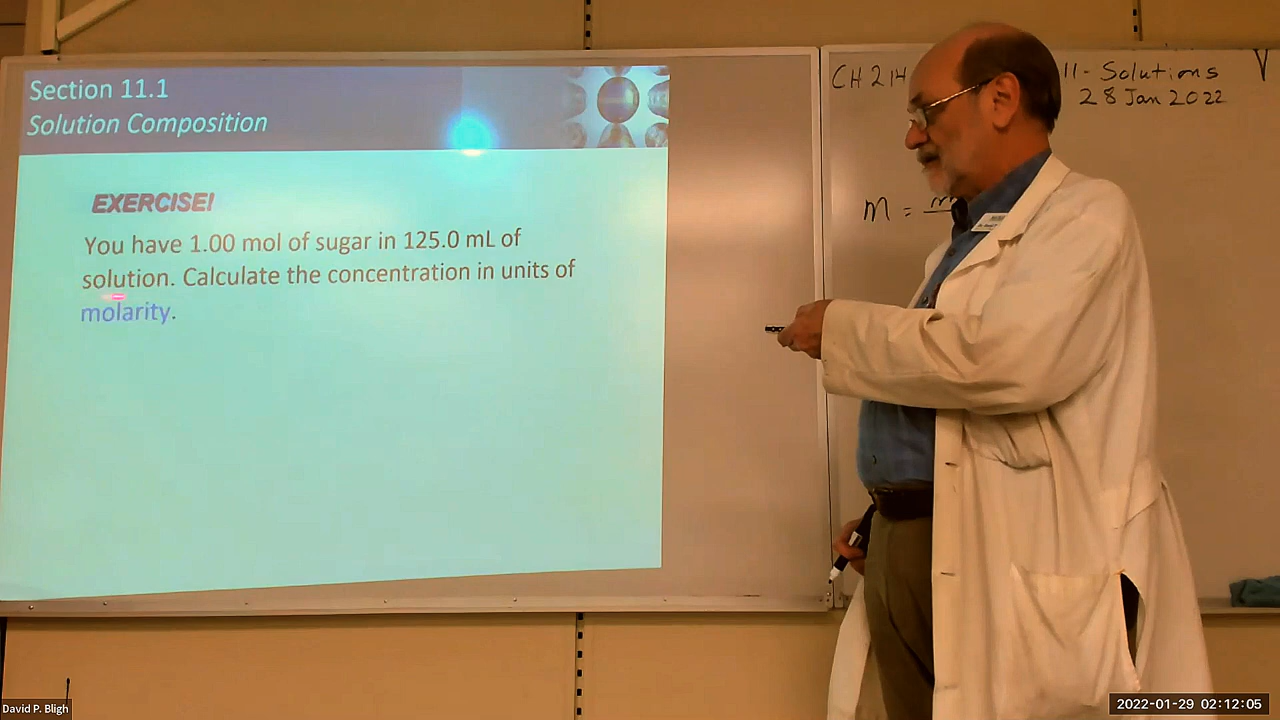 Section 11.1
Solution Composition
EXERCISE!
You have 1.00 mol of sugar in 125.0 mL of
solution. Calculate the concentration in units of
molarity.
CH 214
11 - Solutions
28 Jan 2022
m =
David P. Bligh
2022-01-29 02:12:05